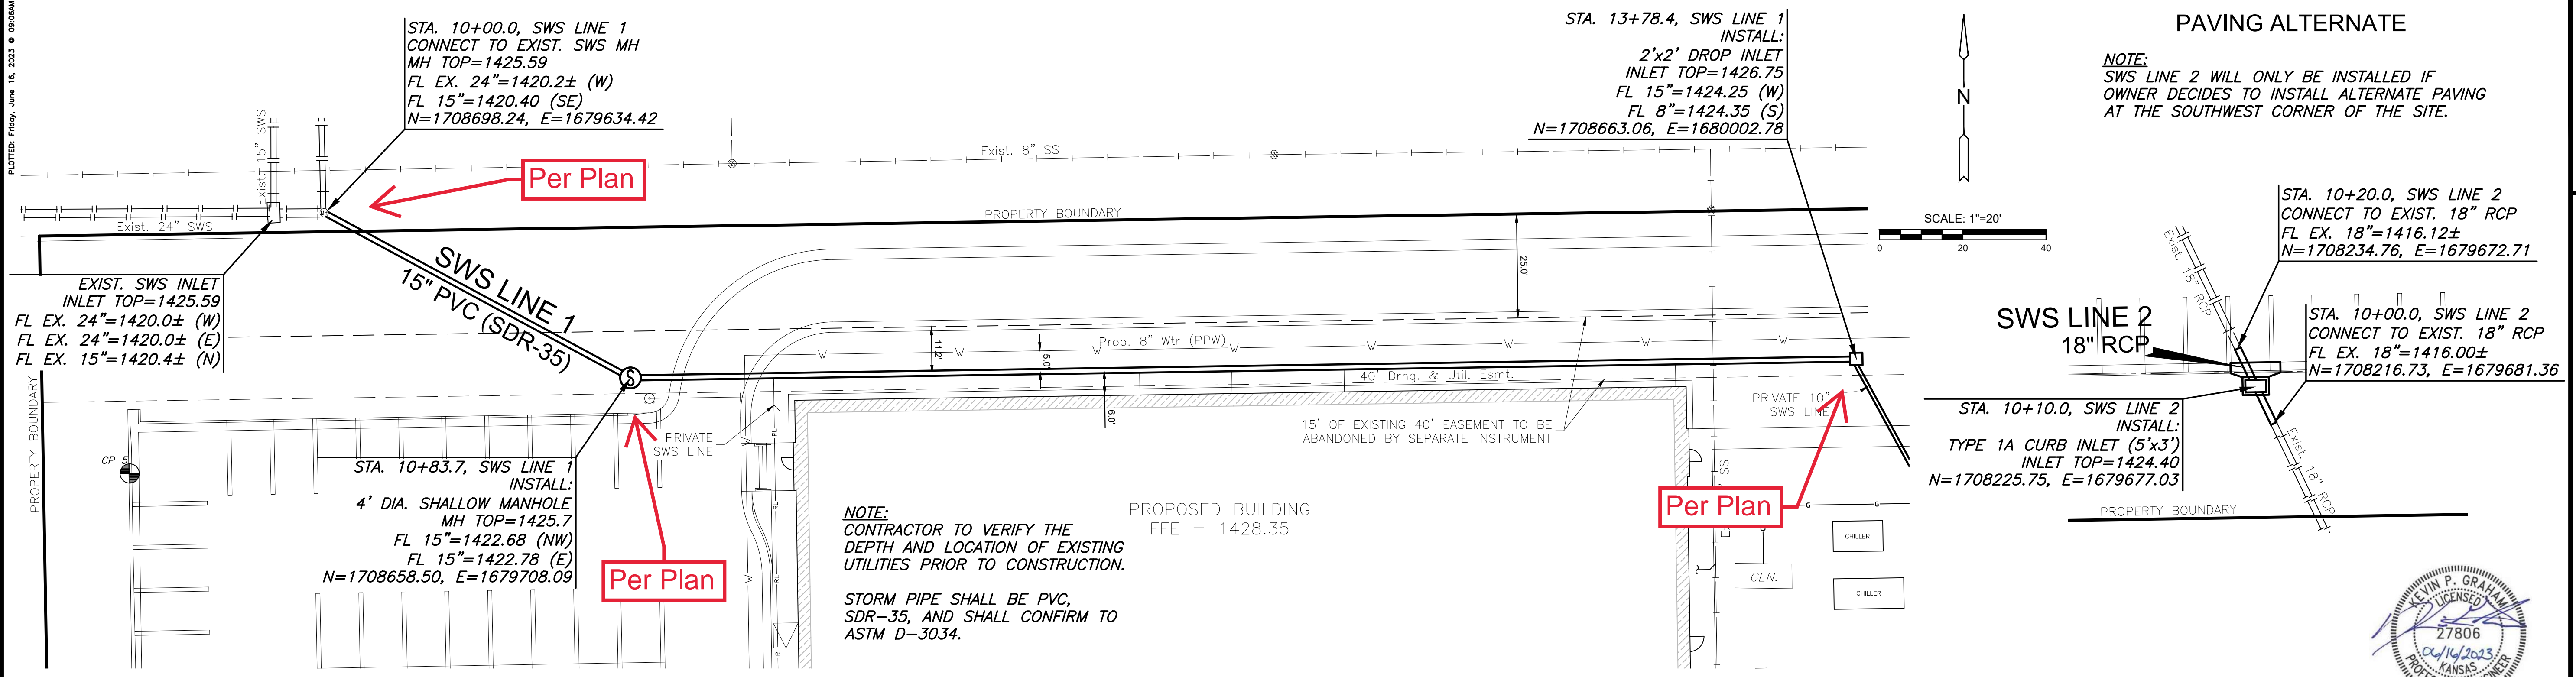 PLOTTED: Friday, June 16, 2023 @ 09:06AM
STA. 10+00.0, SWS LINE 1
CONNECT TO EXIST. SWS MH
MH TOP=1425.59
FL EX. 24"=1420.2± (W)
FL 15"=1420.40 (SE)
N=1708698.24, E=1679634.42
STA. 13+78.4, SWS LINE 1
INSTALL:
2'x2' DROP INLET
INLET TOP=1426.75
FL 15"=1424.25 (W)
FL 8"=1424.35 (S)
N=1708663.06, E=1680002.78
N
SCALE: 1"=20'
0 20 40
PAVING ALTERNATE
NOTE:
SWS LINE 2 WILL ONLY BE INSTALLED IF
OWNER DECIDES TO INSTALL ALTERNATE PAVING
AT THE SOUTHWEST CORNER OF THE SITE.
Exist. 15" SWS
Exist. 8" SS
Per Plan
Exist. 24" SWS
PROPERTY BOUNDARY
EXIST. SWS INLET
INLET TOP=1425.59
FL EX. 24"=1420.0± (W)
FL EX. 24"=1420.0± (E)
FL EX. 15"=1420.4± (N)
SWS LINE 1
15" PVC (SDR-35)
25.0'
11.2'
5.0'
6.0'
Prop. 8" Wtr (PPW)
W W W W W W W W
40' Drng. & Util. Esmt.
15' OF EXISTING 40' EASEMENT TO BE
ABANDONED BY SEPARATE INSTRUMENT
PRIVATE 10"
SWS LINE
PRIVATE
SWS LINE
PROPERTY BOUNDARY
CP 5
S
STA. 10+83.7, SWS LINE 1
INSTALL:
4' DIA. SHALLOW MANHOLE
MH TOP=1425.7
FL 15"=1422.68 (NW)
FL 15"=1422.78 (E)
N=1708658.50, E=1679708.09
Per Plan
W
W
RL
RL
RL
RL
NOTE:
CONTRACTOR TO VERIFY THE
DEPTH AND LOCATION OF EXISTING
UTILITIES PRIOR TO CONSTRUCTION.
STORM PIPE SHALL BE PVC,
SDR-35, AND SHALL CONFIRM TO
ASTM D-3034.
PROPOSED BUILDING
FFE = 1428.35
Per Plan
SS
G G
GEN.
CHILLER
CHILLER
STA. 10+20.0, SWS LINE 2
CONNECT TO EXIST. 18" RCP
FL EX. 18"=1416.12±
N=1708234.76, E=1679672.71
Exist. 18" RCP
SWS LINE 2
18" RCP
STA. 10+00.0, SWS LINE 2
CONNECT TO EXIST. 18" RCP
FL EX. 18"=1416.00±
N=1708216.73, E=1679681.36
STA. 10+10.0, SWS LINE 2
INSTALL:
TYPE 1A CURB INLET (5'x3')
INLET TOP=1424.40
N=1708225.75, E=1679677.03
Exist. 18" RCP
PROPERTY BOUNDARY
KEVIN P. GRAHAM
LICENSED
27806
06/16/2023
KANSAS